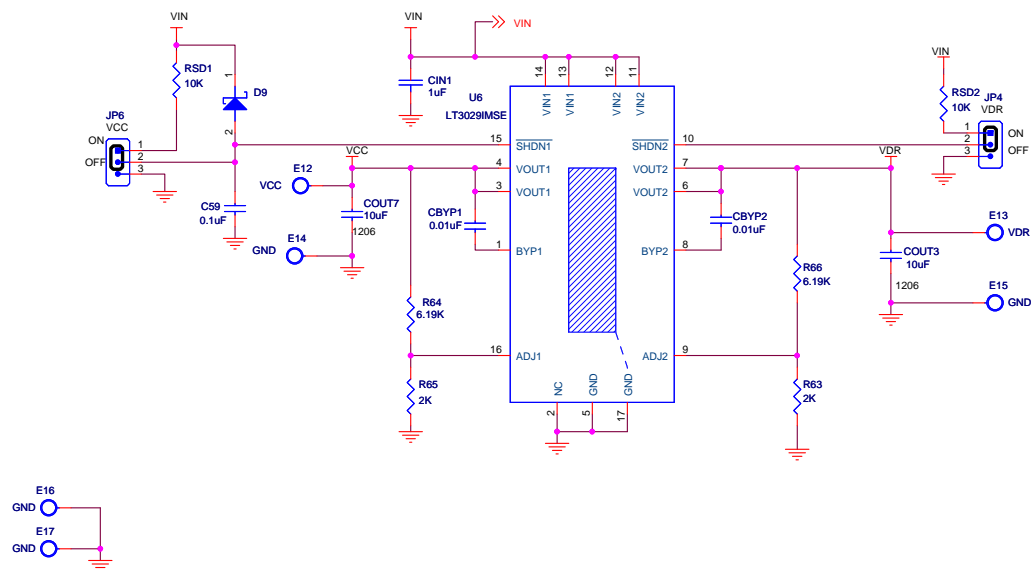 VIN
VIN
VIN
VIN
RSD1
10K
1
D9
2
CIN1
1uF
14
13
12
11
VIN1
VIN1
VIN2
VIN2
U6
LT3029IMSE
RSD2
10K
JP4
VDR
JP6
VCC
ON
OFF
1
2
3
1
2
3
ON
OFF
15
SHDN1
SHDN2
10
VCC
4
VOUT1
VOUT2
7
VDR
E12
VCC
3
VOUT1
VOUT2
6
C59
0.1uF
COUT7
10uF
1206
CBYP1
0.01uF
CBYP2
0.01uF
E13
VDR
E14
GND
1
BYP1
BYP2
8
COUT3
10uF
1206
R66
6.19K
E15
GND
R64
6.19K
16
ADJ1
ADJ2
9
R65
2K
R63
2K
NC
GND
GND
2
5
17
E16
GND
E17
GND